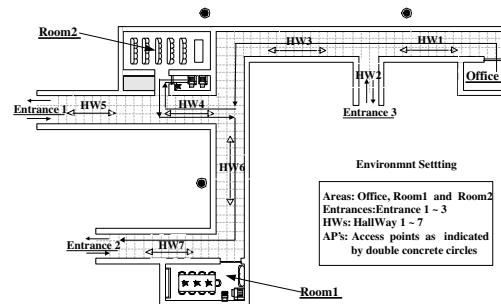 Room2
HW3
HW1
Office
HW2
Entrance 1
HW5
HW4
Entrance 3
HW6
Environmnt Settting
Areas: Office, Room1 and Room2
Entrances:Entrance 1 ~ 3
HWs: HallWay 1 ~ 7
AP's: Access points as indicated
by double concrete circles
Entrance 2
HW7
Room1